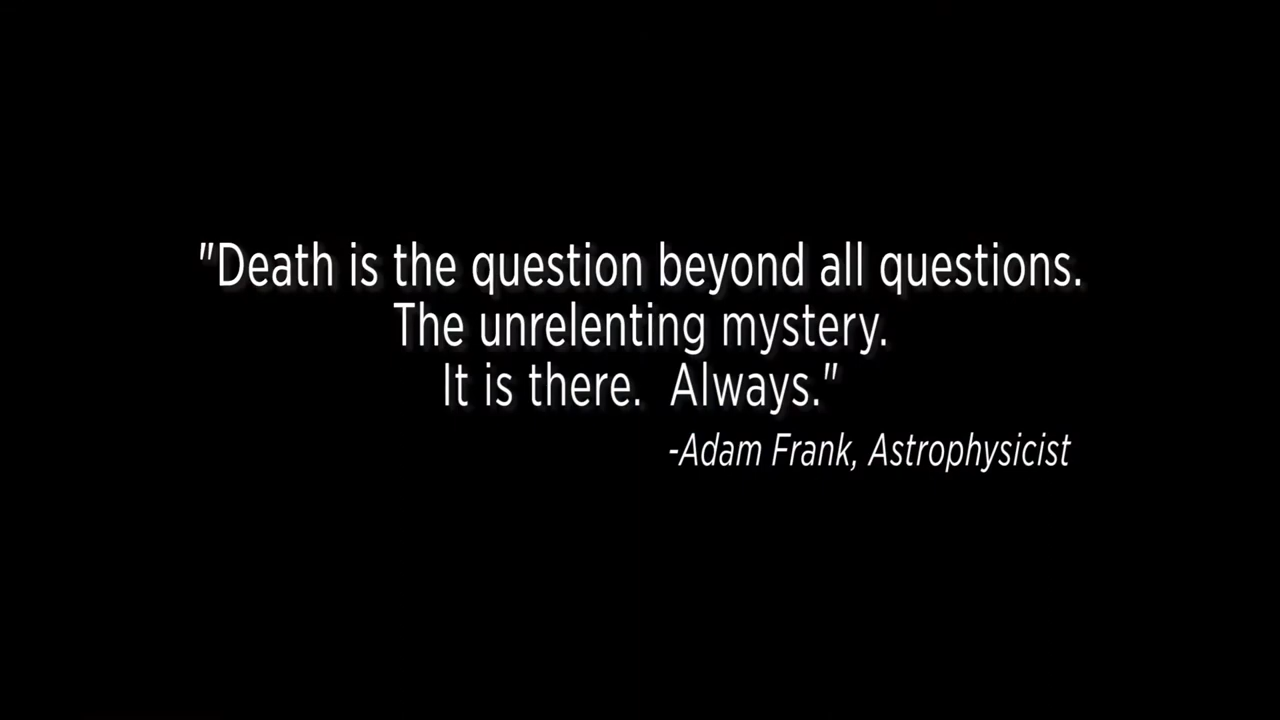 "Death is the question beyond all questions.
The unrelenting mystery.
It is there.  Always."
-Adam Frank, Astrophysicist